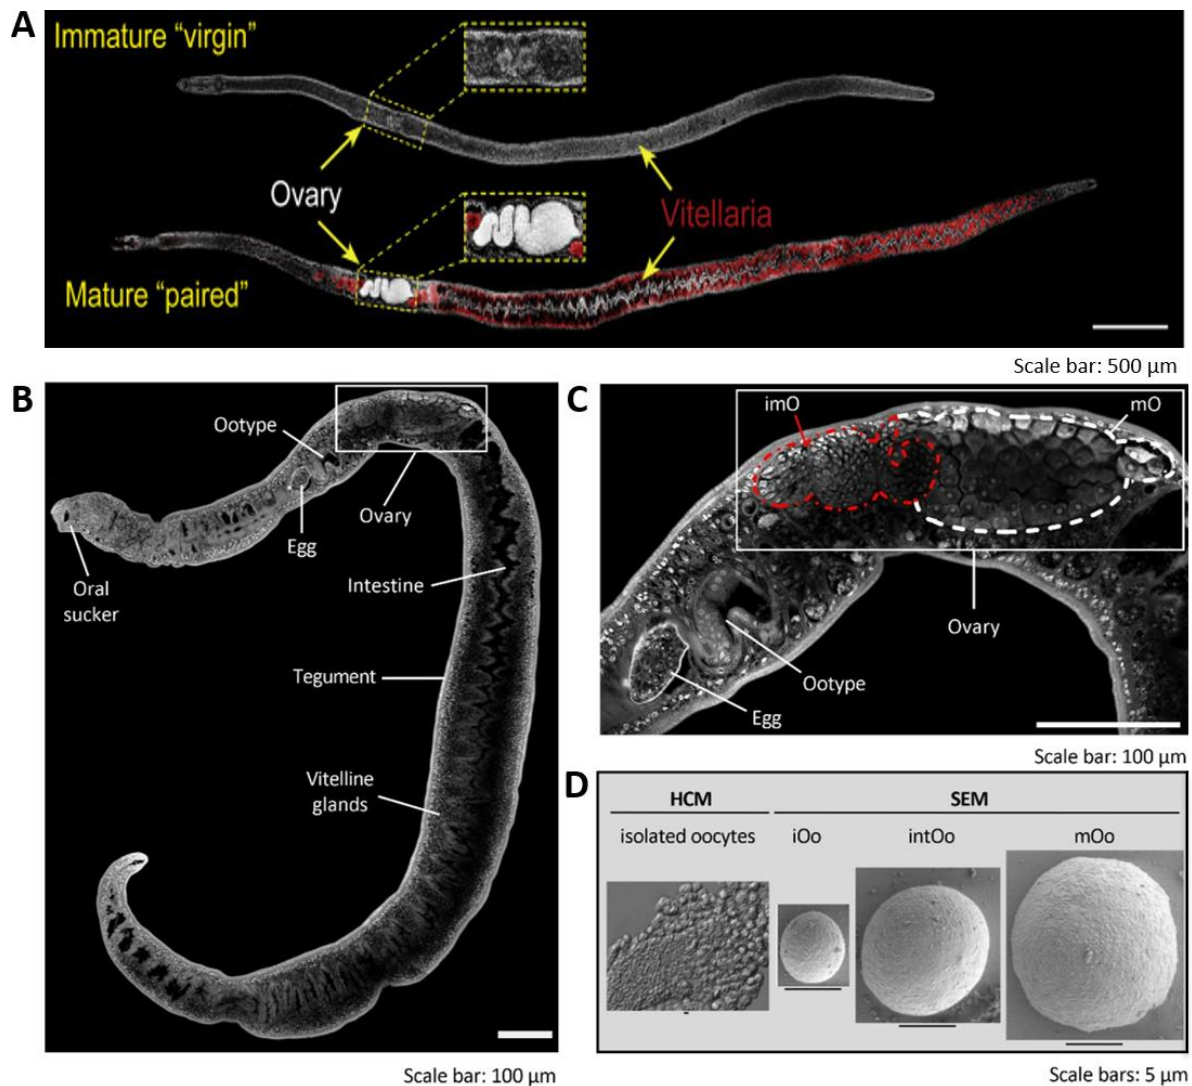 A
Immature “virgin”
Ovary
Vitellaria
Mature “paired”
Scale bar: 500 µm
B
Ootype
Egg
Ovary
Oral
sucker
Intestine
Tegument
Vitelline
glands
Scale bar: 100 µm
C
imO
mO
Ovary
Ootype
Egg
Scale bar: 100 µm
D
HCM
SEM
isolated oocytes
iOo
intOo
mOo
Scale bars: 5 µm